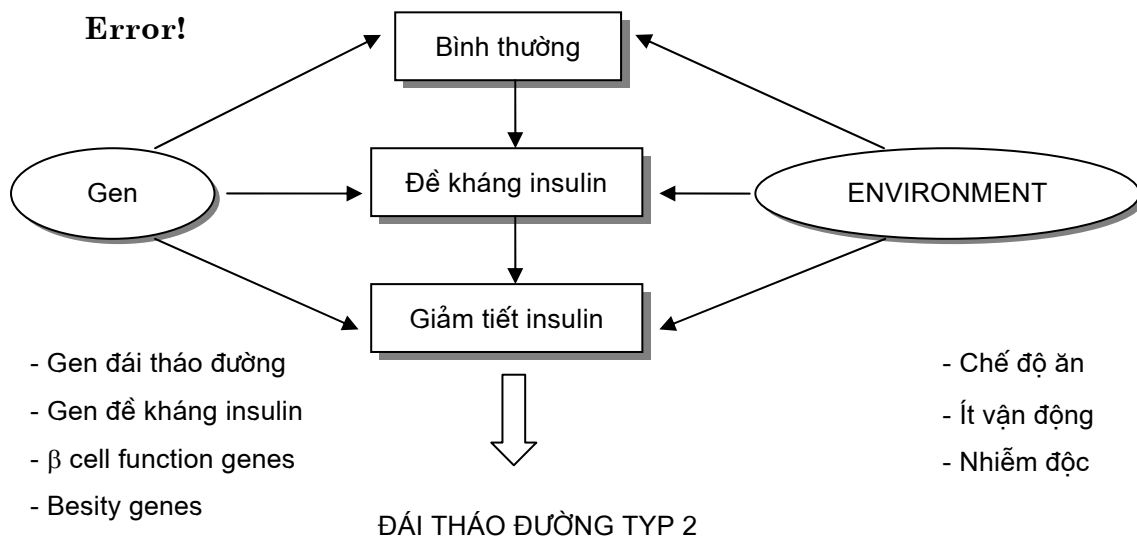 Error!
Bình thường
Gen
Đề kháng insulin
ENVIRONMENT
Giảm tiết insulin
- Gen đái tháo đường
- Gen đề kháng insulin
- β cell function genes
- Besity genes
- Chế độ ăn
- Ít vận động
- Nhiễm độc
ĐÁI THÁO ĐƯỜNG TYP 2